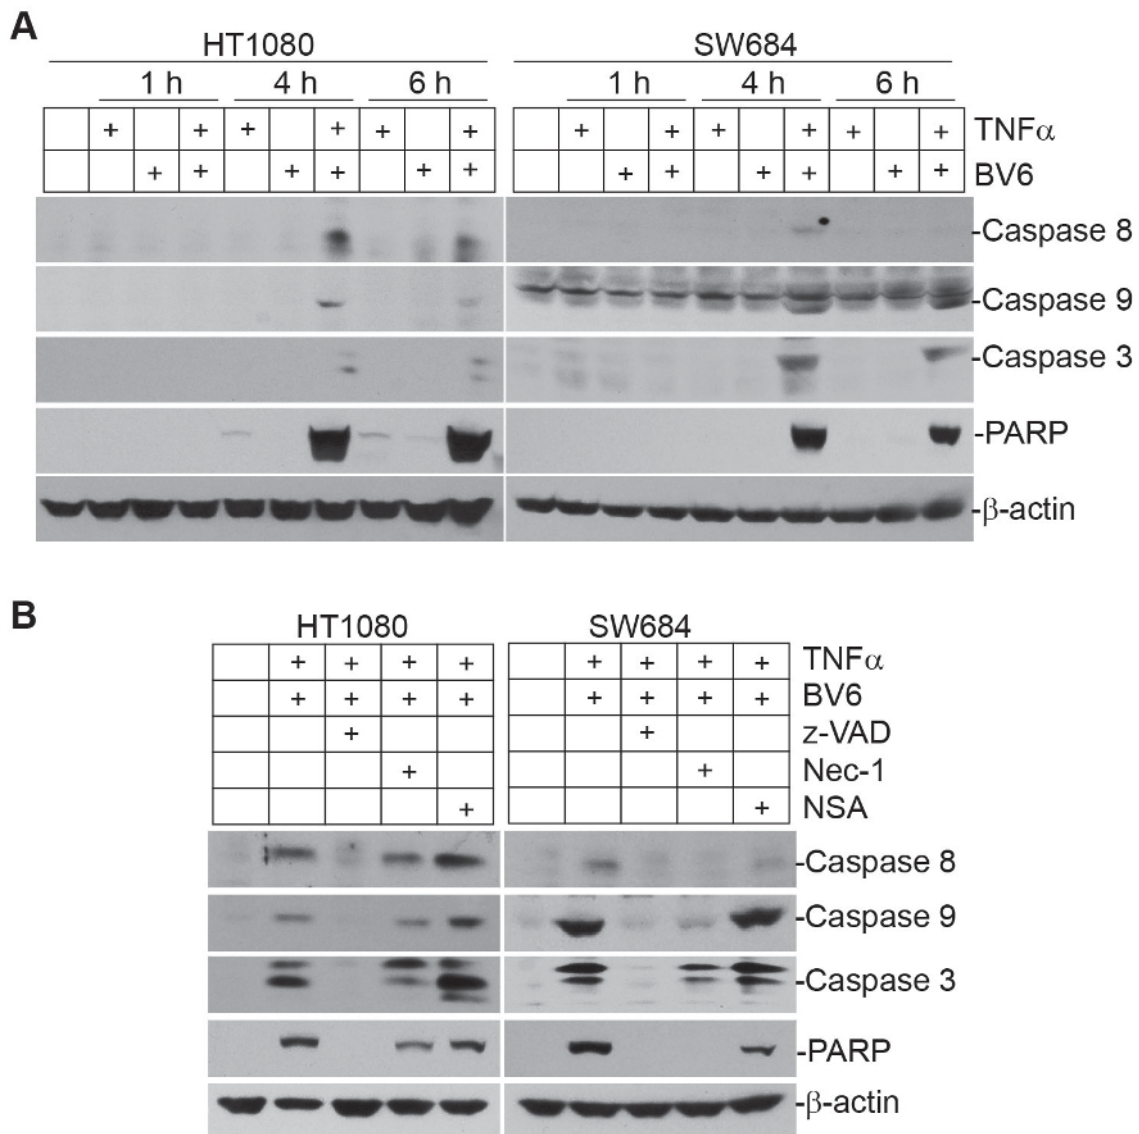 A
HT1080 SW684
1 h 4 h 6 h 1 h 4 h 6 h
+ + + + + + + + + + + + TNFα
+ + + + + + + + + + + + BV6
-Caspase 8
-Caspase 9
-Caspase 3
-PARP
-β-actin
B
HT1080 SW684
+ + + + + + + + TNFα
+ + + + + + + + BV6
+ + z-VAD
+ + Nec-1
+ + NSA
-Caspase 8
-Caspase 9
-Caspase 3
-PARP
-β-actin